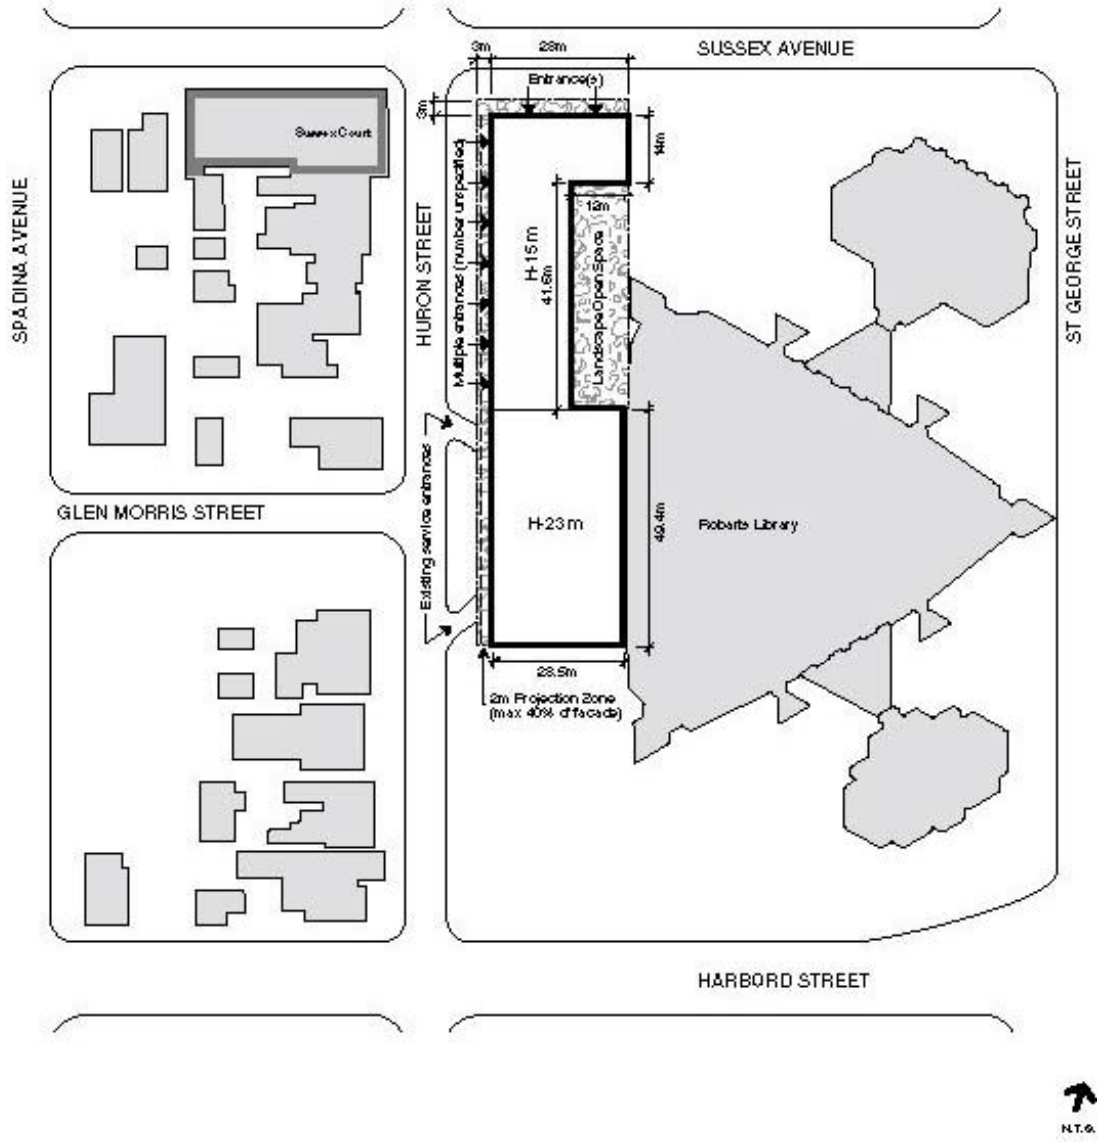 SUSSEX AVENUE
3m
28m
Entrance(s)
3m
Sussex Court
14m
SPADINA AVENUE
HURON STREET
Multiple entrances (number unspecified)
12m
H-15m
41.6m
Landscape Open Space
ST GEORGE STREET
Existing service entrances
GLEN MORRIS STREET
H-23m
49.4m
Robarts Library
28.5m
2m Projection Zone
(max 40% of facade)
HARBORD STREET
N.T.S.